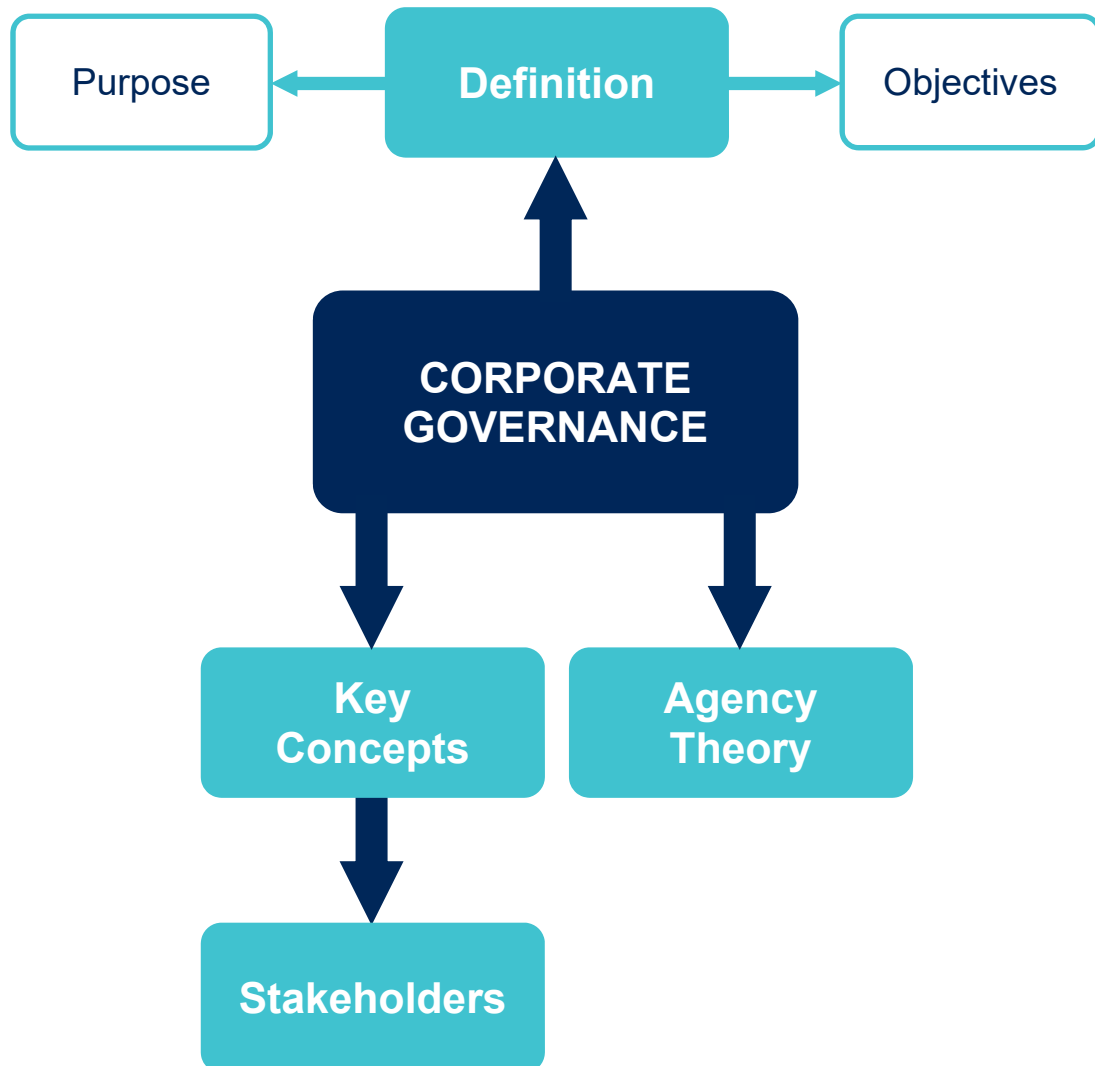 Purpose
Definition
Objectives
CORPORATE
GOVERNANCE
Key
Concepts
Agency
Theory
Stakeholders